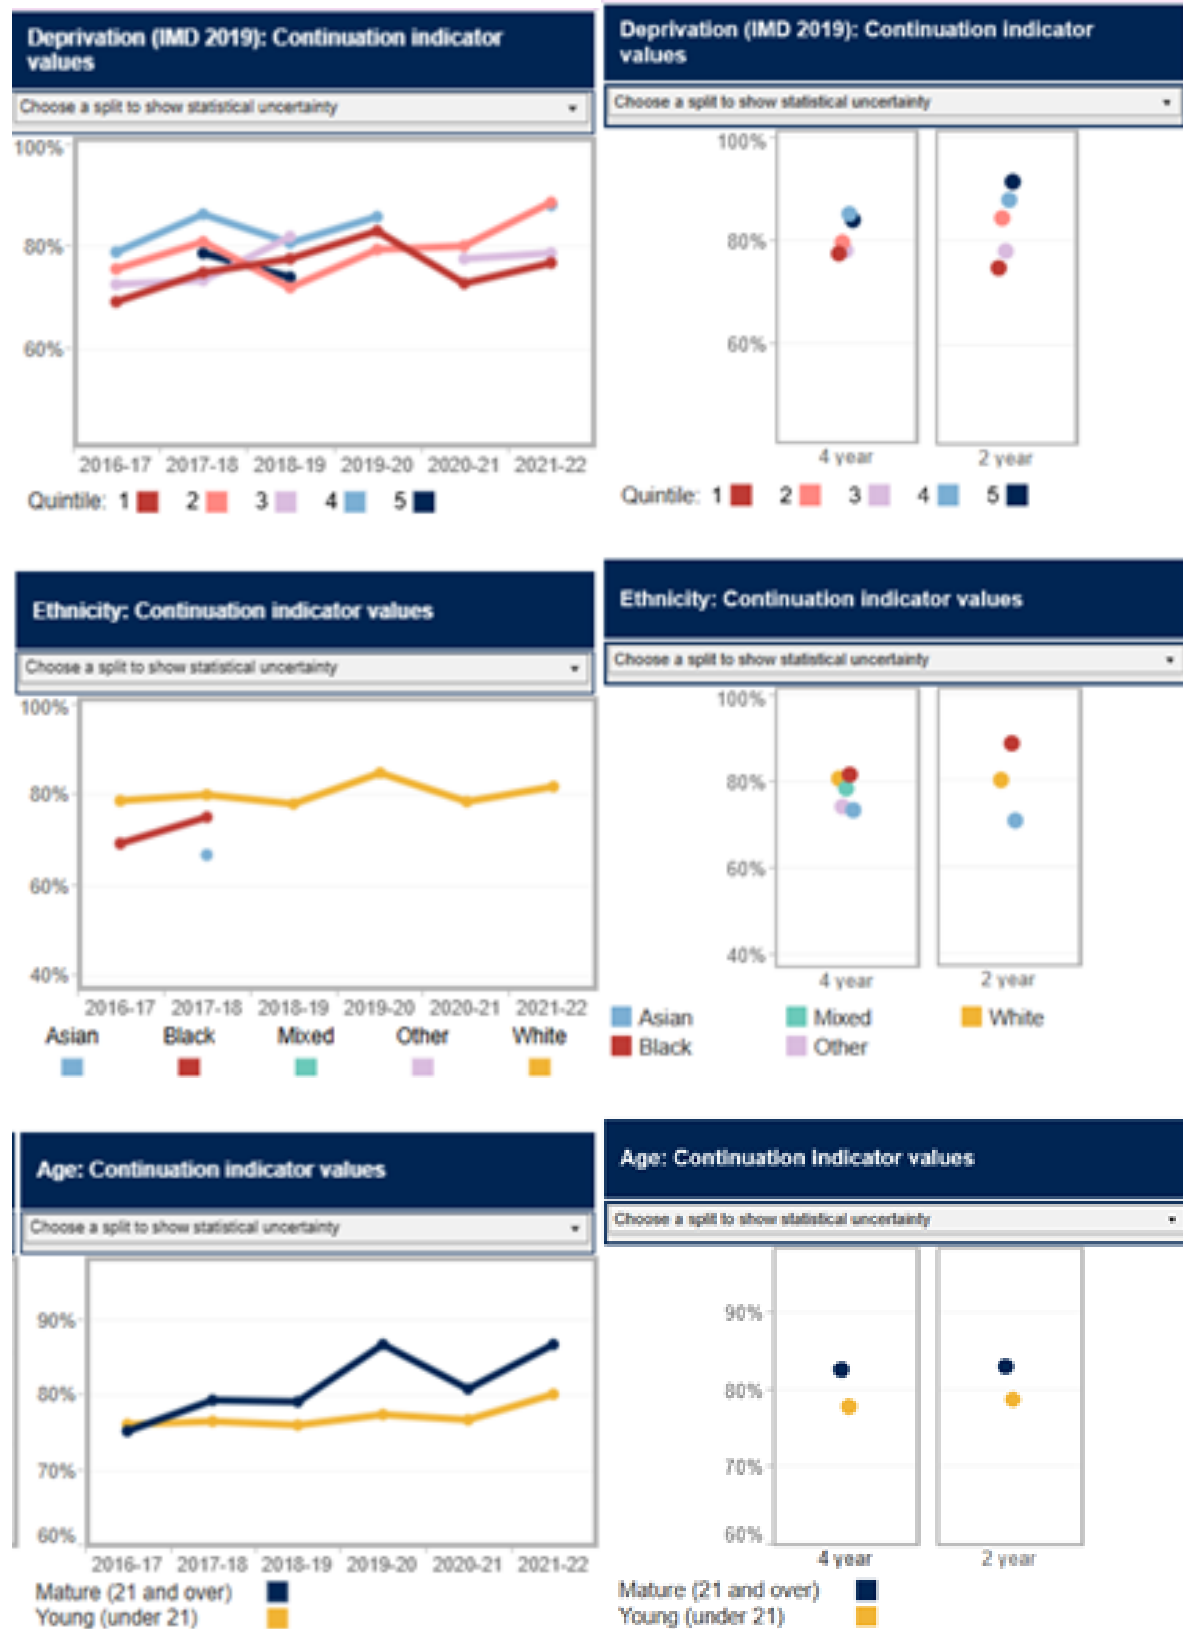 Deprivation (IMD 2019): Continuation indicator
values
Choose a split to show statistical uncertainty
100%
80%
60%
2016-17 2017-18 2018-19 2019-20 2020-21 2021-22
Quintile: 1 2 3 4 5
Deprivation (IMD 2019): Continuation indicator
values
Choose a split to show statistical uncertainty
100%
80%
60%
4 year 2 year
Quintile: 1 2 3 4 5
Ethnicity: Continuation indicator values
Choose a split to show statistical uncertainty
100%
80%
60%
40%
2016-17 2017-18 2018-19 2019-20 2020-21 2021-22
Asian Black Mixed Other White
Ethnicity: Continuation indicator values
Choose a split to show statistical uncertainty
100%
80%
60%
40%
4 year 2 year
Asian Mixed White
Black Other
Age: Continuation indicator values
Choose a split to show statistical uncertainty
90%
80%
70%
60%
2016-17 2017-18 2018-19 2019-20 2020-21 2021-22
Mature (21 and over)
Young (under 21)
Age: Continuation indicator values
Choose a split to show statistical uncertainty
90%
80%
70%
60%
4 year 2 year
Mature (21 and over)
Young (under 21)